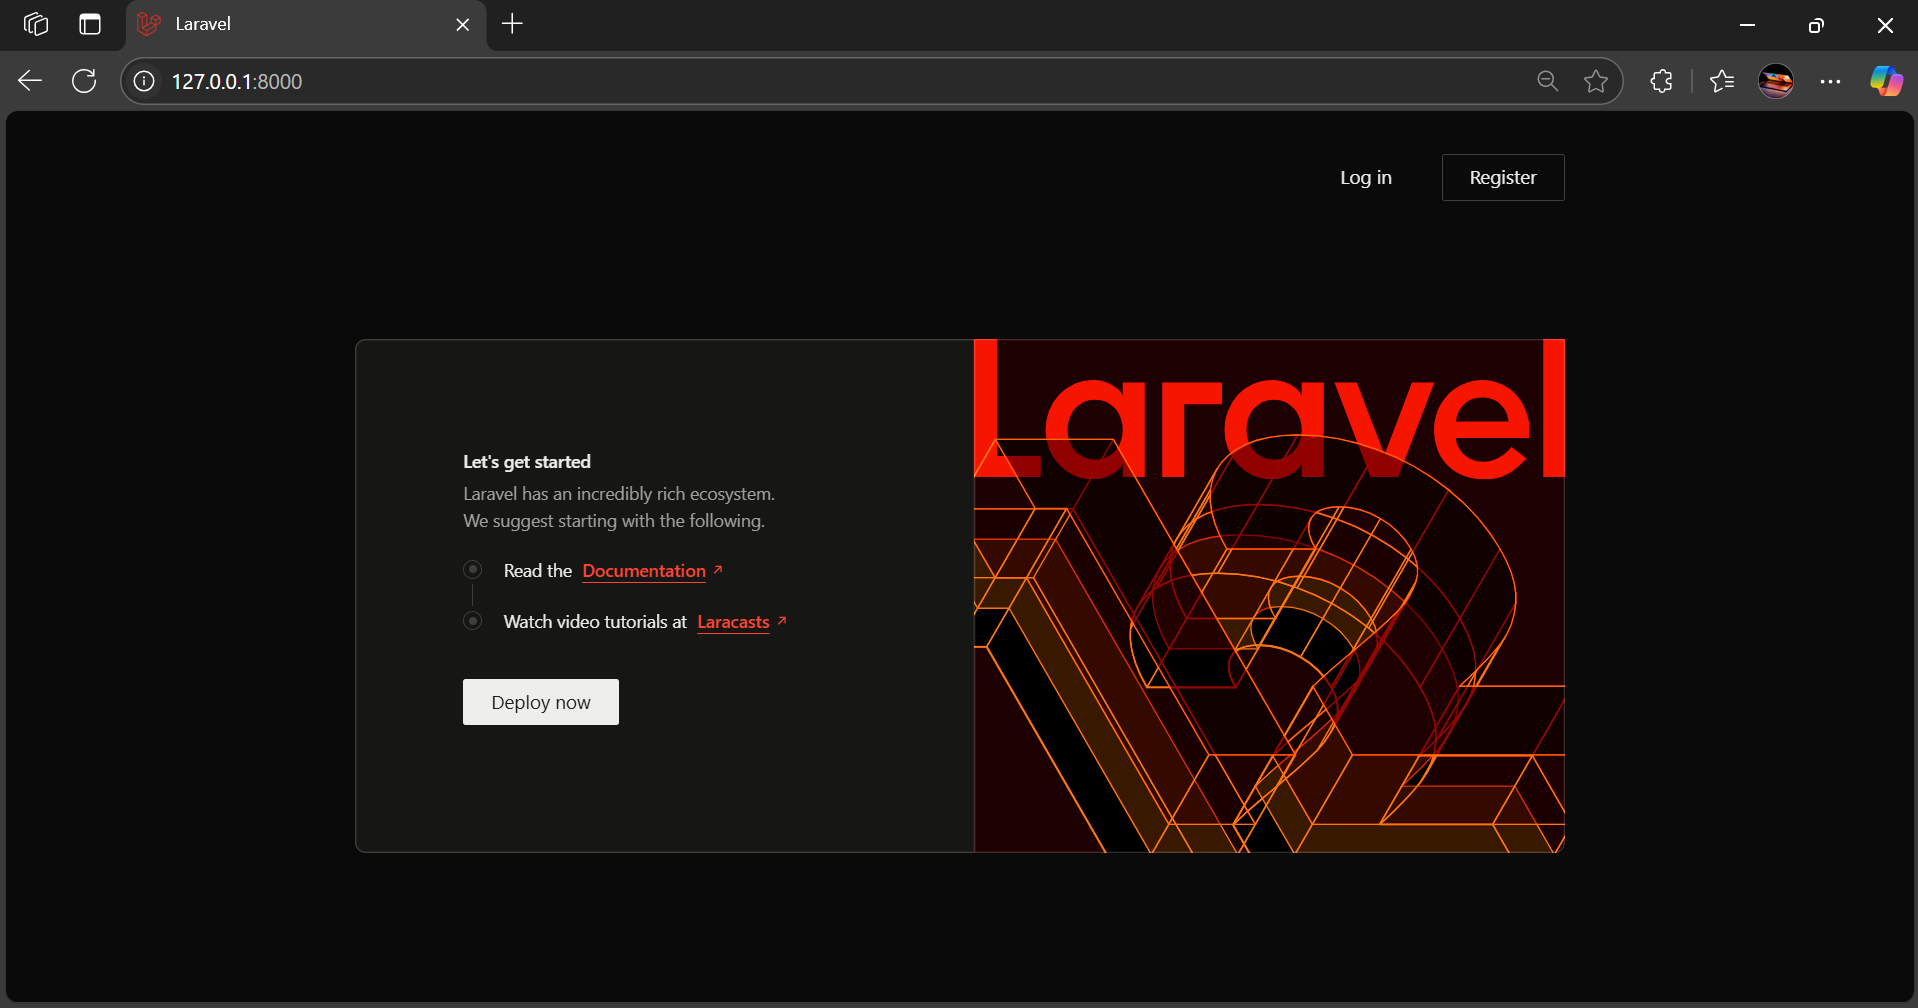 Laravel
127.0.0.1:8000
Log in
Register
Let's get started
Laravel has an incredibly rich ecosystem.
We suggest starting with the following.
Read the Documentation
Watch video tutorials at Laracasts
Deploy now
Laravel